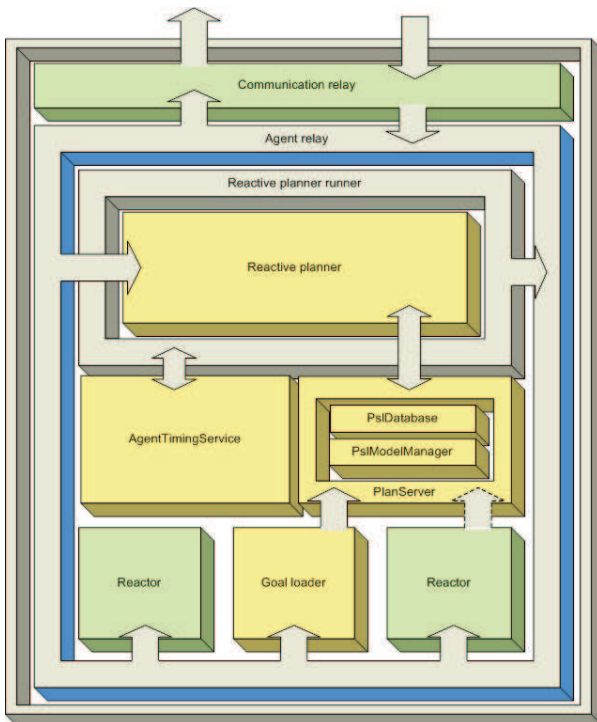 Communication relay
Agent relay
Reactive planner runner
Reactive planner
AgentTimingService
PslDatabase
PslModelManager
PlanServer
Reactor
Goal loader
Reactor